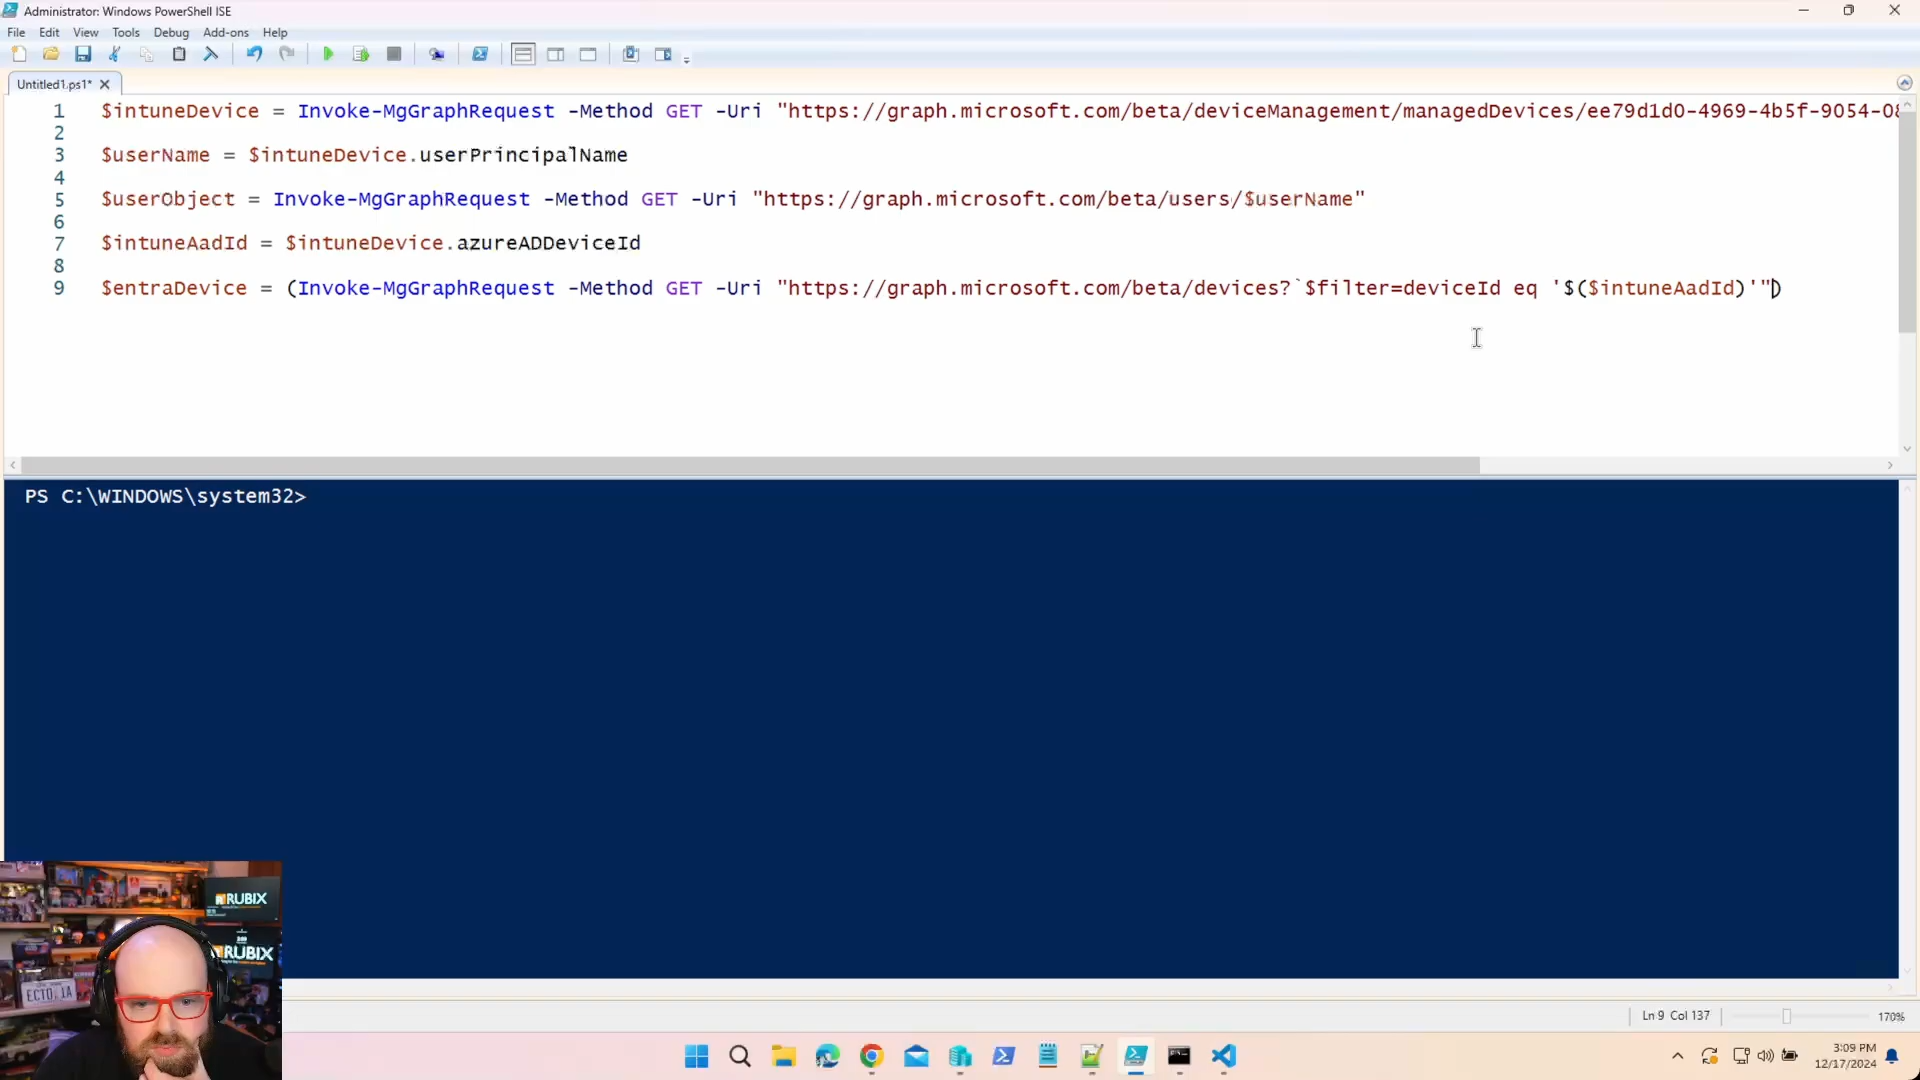 Administrator: Windows PowerShell ISE
File Edit View Tools Debug Add-ons Help
Untitled1.ps1*
1 $intuneDevice = Invoke-MgGraphRequest -Method GET -Uri "https://graph.microsoft.com/beta/deviceManagement/managedDevices/ee79d1d0-4969-4b5f-9054-08
2
3 $userName = $intuneDevice.userPrincipalName
4
5 $userObject = Invoke-MgGraphRequest -Method GET -Uri "https://graph.microsoft.com/beta/users/$userName"
6
7 $intuneAadId = $intuneDevice.azureADDeviceId
8
9 $entraDevice = (Invoke-MgGraphRequest -Method GET -Uri "https://graph.microsoft.com/beta/devices?`$filter=deviceId eq '$($intuneAadId)'")
PS C:\WINDOWS\system32>
RUBIX
RUBIX
ECTO.1A
Ln 9 Col 137
170%
3:09 PM
12/17/2024